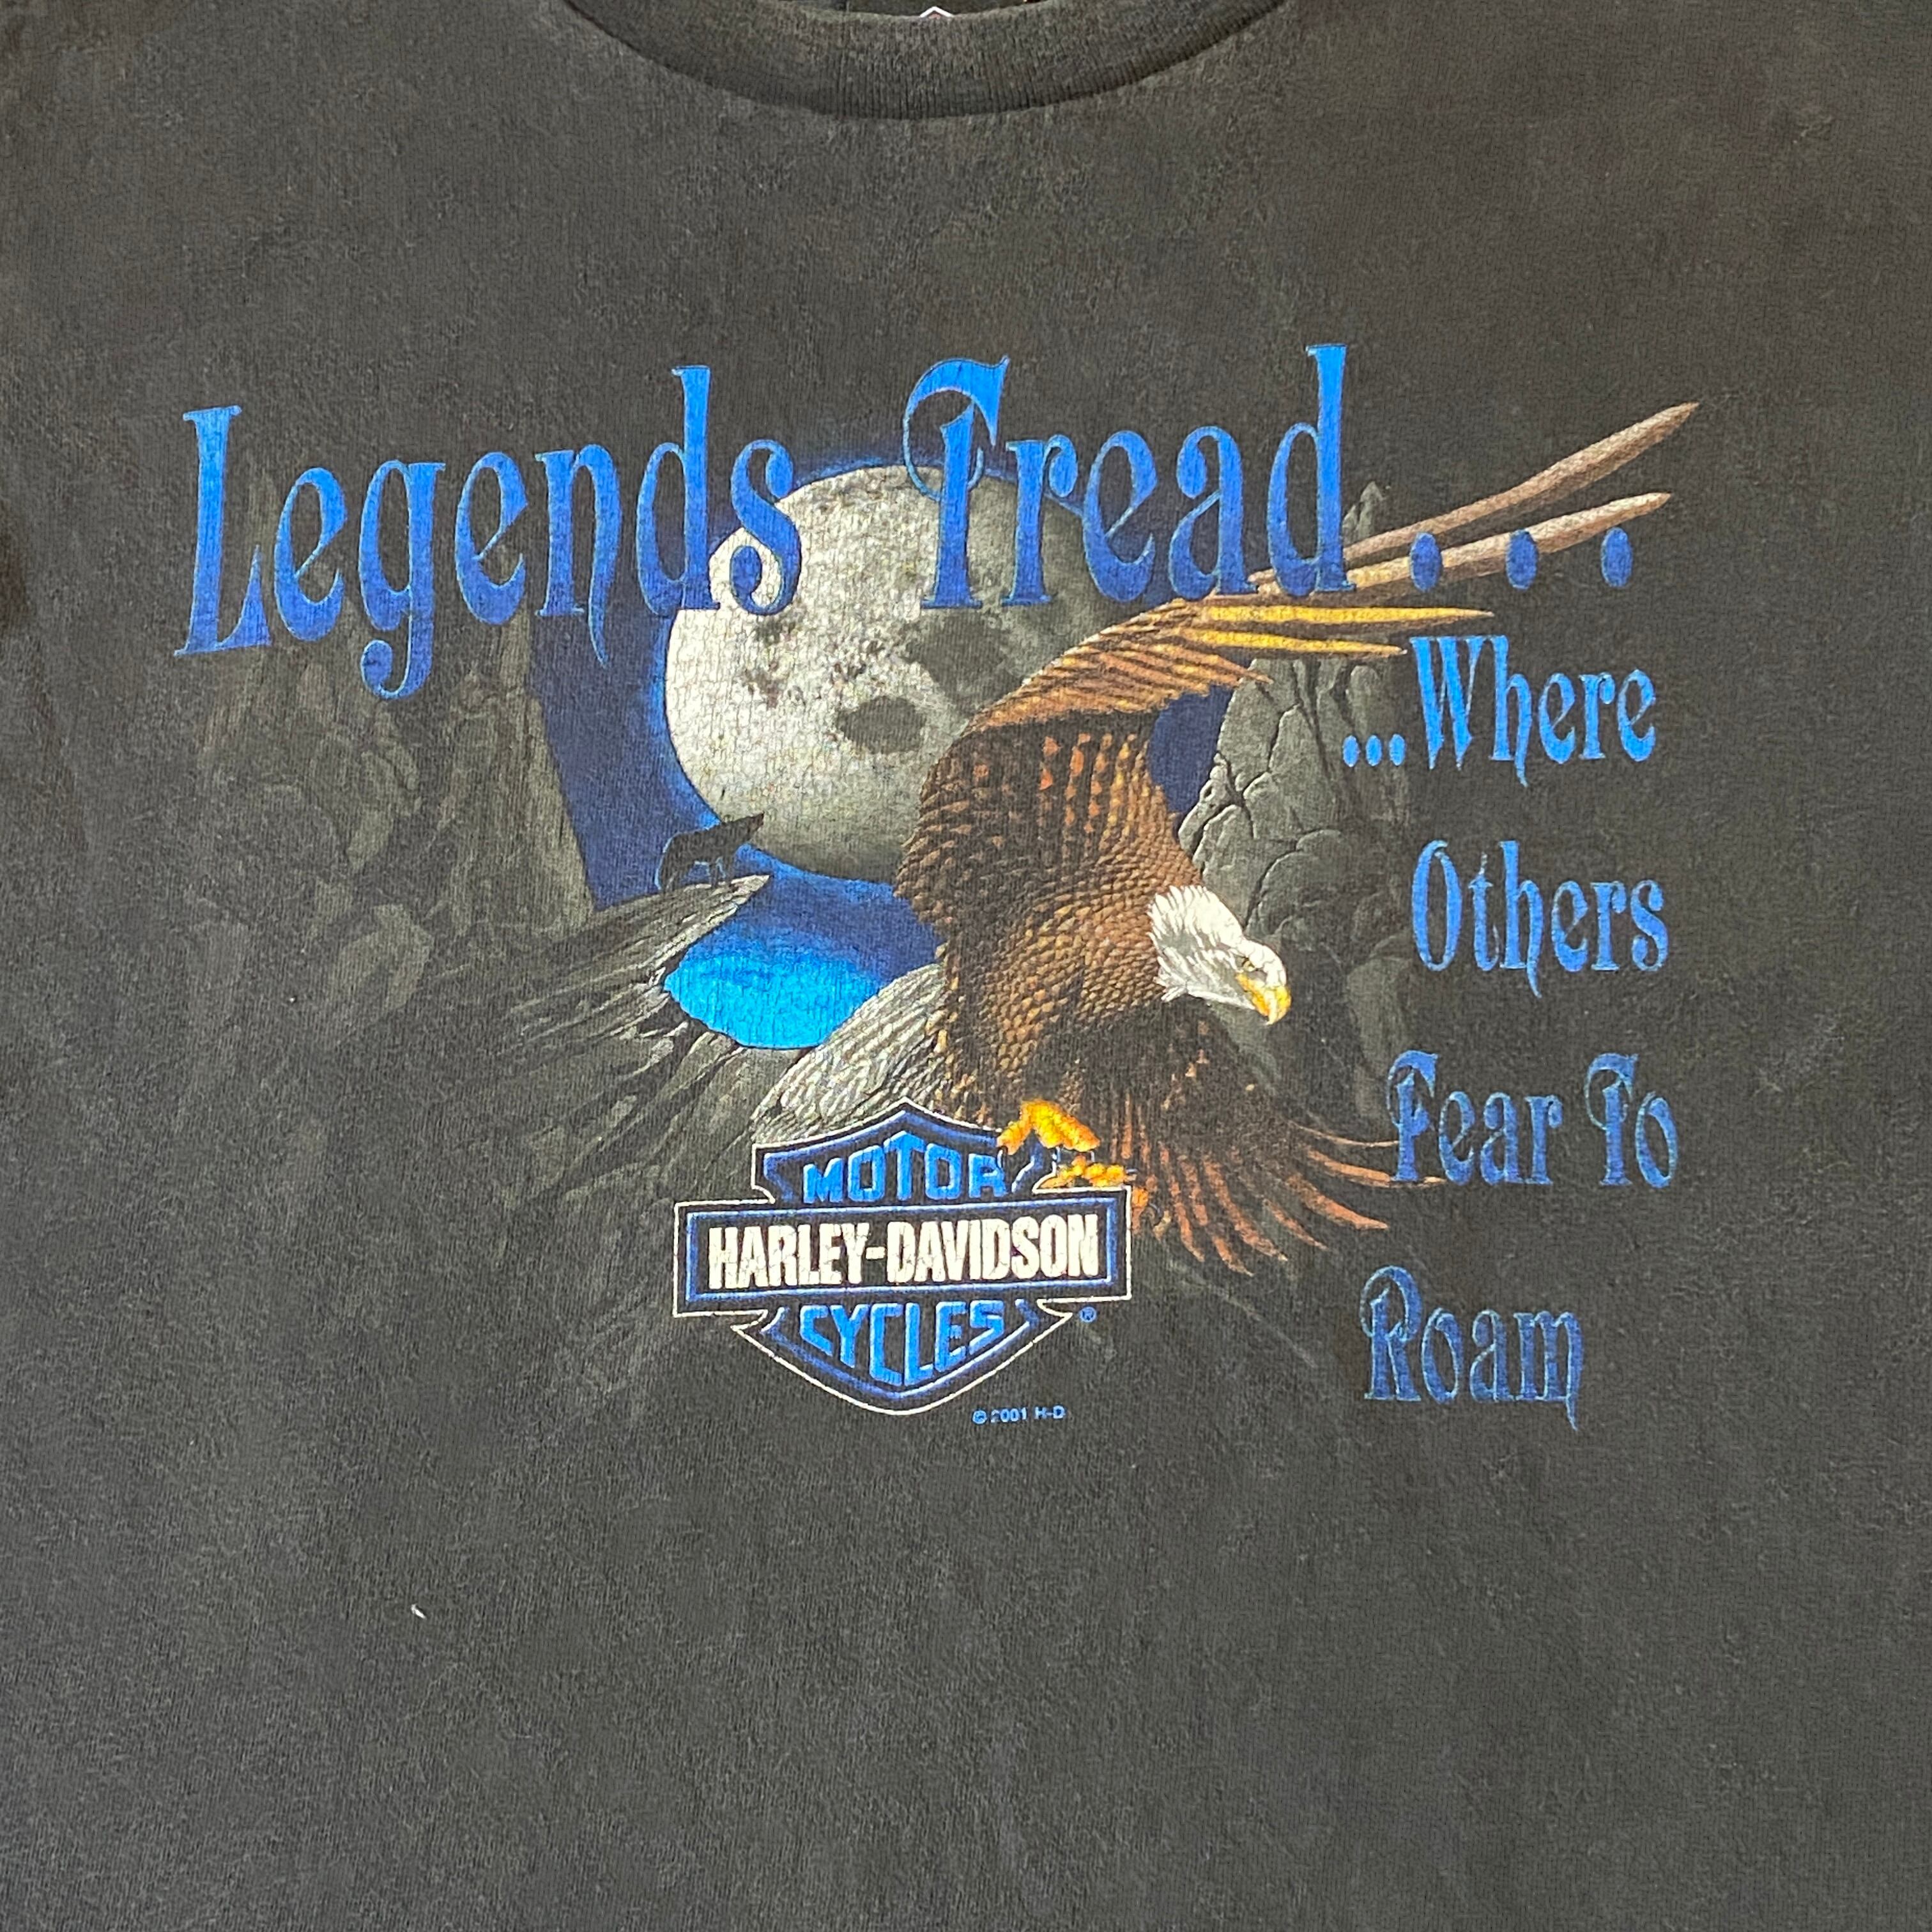 Legends Tread . . .
...Where
Others
Fear To
Roam
MOTOR
HARLEY-DAVIDSON
CYCLES
®
© 2001 H-D